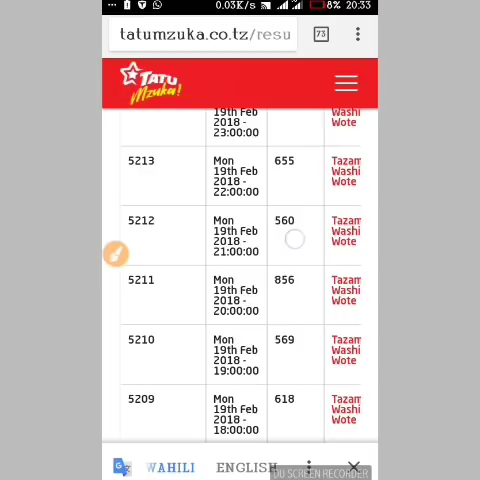 0.03K/s 8% 20:33
tatumzuka.co.tz/resu
73
TATU
Mzuka!
19th Feb
2018 -
23:00:00
Washi
Wote
5213 Mon 655 Tazam
19th Feb Washi
2018 - Wote
22:00:00
5212 Mon 560 Tazam
19th Feb Washi
2018 - Wote
21:00:00
5211 Mon 856 Tazam
19th Feb Washi
2018 - Wote
20:00:00
5210 Mon 569 Tazam
19th Feb Washi
2018 - Wote
19:00:00
5209 Mon 618 Tazam
19th Feb Washi
2018 - Wote
18:00:00
WAHILI ENGLISH
DU SCREEN RECORDER